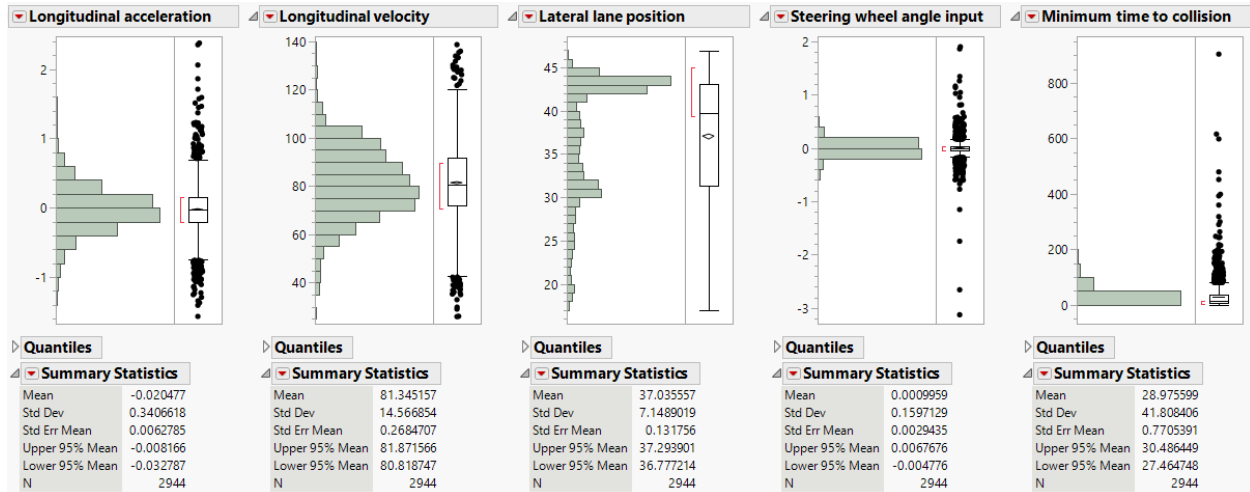 Longitudinal acceleration
2
1
0
-1
Quantiles
Summary Statistics
Mean -0.020477
Std Dev 0.3406618
Std Err Mean 0.0062785
Upper 95% Mean -0.008166
Lower 95% Mean -0.032787
N 2944
Longitudinal velocity
140
120
100
80
60
40
Quantiles
Summary Statistics
Mean 81.345157
Std Dev 14.566854
Std Err Mean 0.2684707
Upper 95% Mean 81.871566
Lower 95% Mean 80.818747
N 2944
Lateral lane position
45
40
35
30
25
20
Quantiles
Summary Statistics
Mean 37.035557
Std Dev 7.1489019
Std Err Mean 0.131756
Upper 95% Mean 37.293901
Lower 95% Mean 36.777214
N 2944
Steering wheel angle input
2
1
0
-1
-2
-3
Quantiles
Summary Statistics
Mean 0.0009959
Std Dev 0.1597129
Std Err Mean 0.0029435
Upper 95% Mean 0.0067676
Lower 95% Mean -0.004776
N 2944
Minimum time to collision
800
600
400
200
0
Quantiles
Summary Statistics
Mean 28.975599
Std Dev 41.808406
Std Err Mean 0.7705391
Upper 95% Mean 30.486449
Lower 95% Mean 27.464748
N 2944